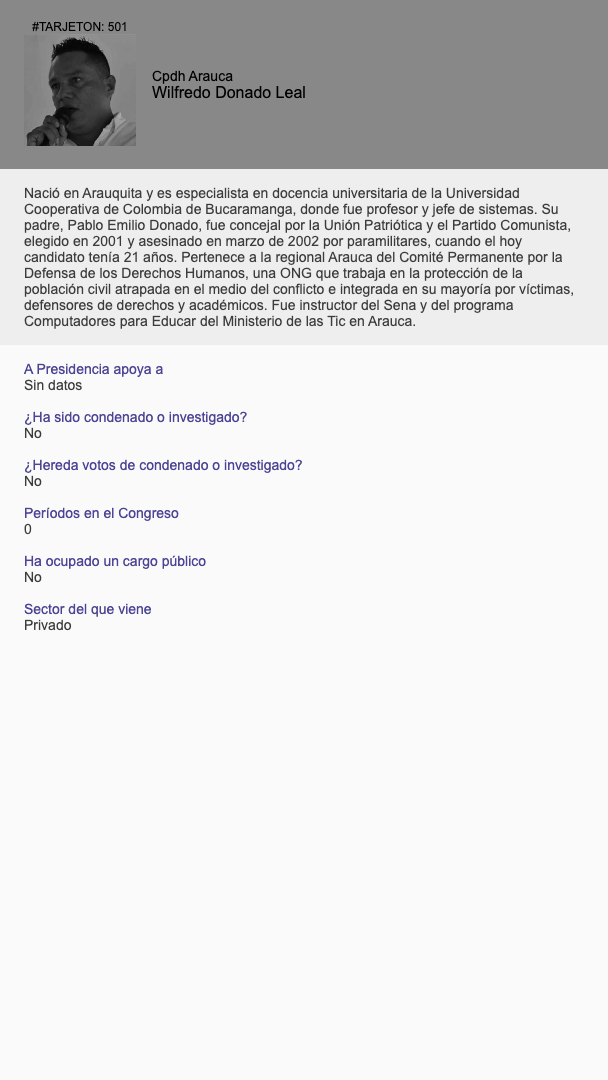 #TARJETON: 501
Cpdh Arauca
Wilfredo Donado Leal
Nació en Arauquita y es especialista en docencia universitaria de la Universidad
Cooperativa de Colombia de Bucaramanga, donde fue profesor y jefe de sistemas. Su
padre, Pablo Emilio Donado, fue concejal por la Unión Patriótica y el Partido Comunista,
elegido en 2001 y asesinado en marzo de 2002 por paramilitares, cuando el hoy
candidato tenía 21 años. Pertenece a la regional Arauca del Comité Permanente por la
Defensa de los Derechos Humanos, una ONG que trabaja en la protección de la
población civil atrapada en el medio del conflicto e integrada en su mayoría por víctimas,
defensores de derechos y académicos. Fue instructor del Sena y del programa
Computadores para Educar del Ministerio de las Tic en Arauca.
A Presidencia apoya a
Sin datos
¿Ha sido condenado o investigado?
No
¿Hereda votos de condenado o investigado?
No
Períodos en el Congreso
0
Ha ocupado un cargo público
No
Sector del que viene
Privado